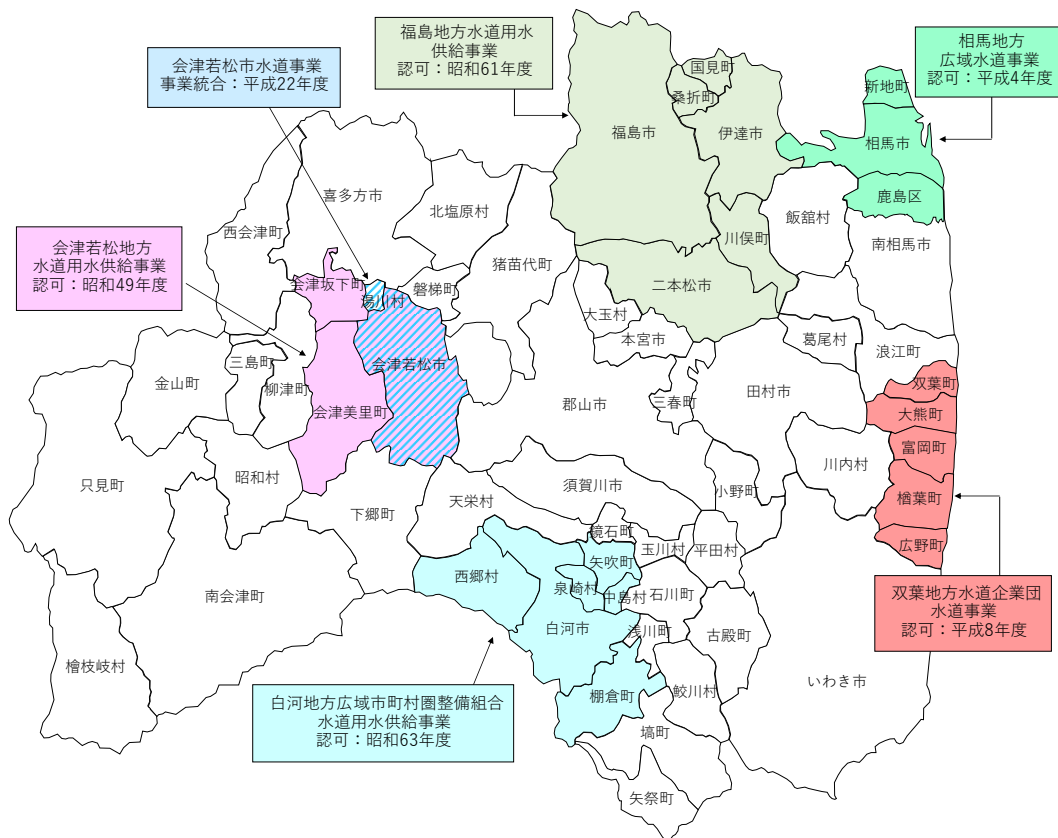 福島地方水道用水
供給事業
認可：昭和61年度
相馬地方
広域水道事業
認可：平成4年度
会津若松市水道事業
事業統合：平成22年度
会津若松地方
水道用水供給事業
認可：昭和49年度
国見町
桑折町
新地町
福島市
伊達市
相馬市
喜多方市
北塩原村
鹿島区
飯舘村
西会津町
川俣町
南相馬市
猪苗代町
会津坂下町
湯川村
磐梯町
二本松市
大玉村
本宮市
葛尾村
浪江町
会津若松市
三島町
金山町
柳津町
双葉町
会津美里町
郡山市
三春町
田村市
大熊町
富岡町
昭和村
川内村
只見町
下郷町
天栄村
須賀川市
小野町
楢葉町
鏡石町
玉川村
平田村
広野町
矢吹町
西郷村
泉崎村
中島村
石川町
南会津町
白河市
浅川町
古殿町
檜枝岐村
棚倉町
鮫川村
いわき市
塙町
矢祭町
双葉地方水道企業団
水道事業
認可：平成8年度
白河地方広域市町村圏整備組合
水道用水供給事業
認可：昭和63年度